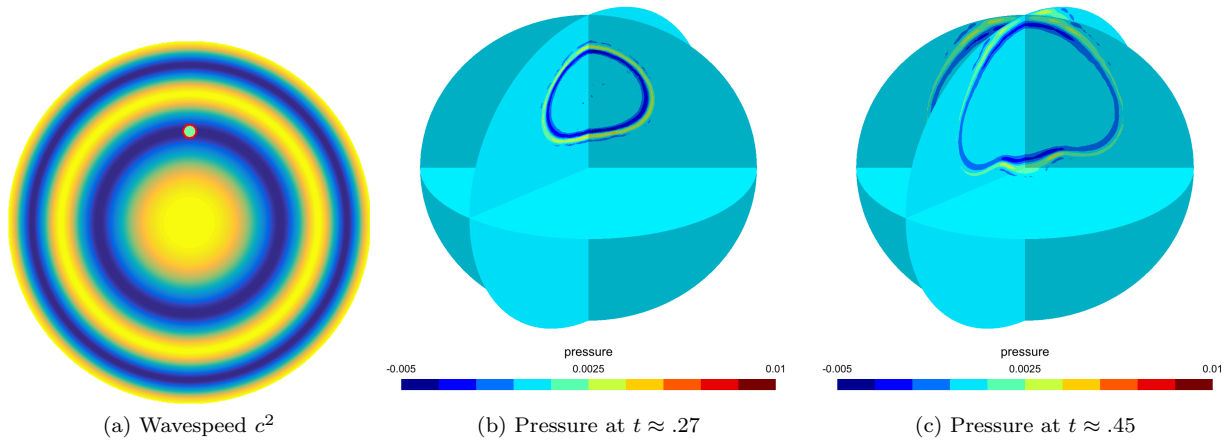 pressure
-0.005 0.0025 0.01
pressure
-0.005 0.0025 0.01
(a) Wavespeed c²
(b) Pressure at t ≈ .27
(c) Pressure at t ≈ .45